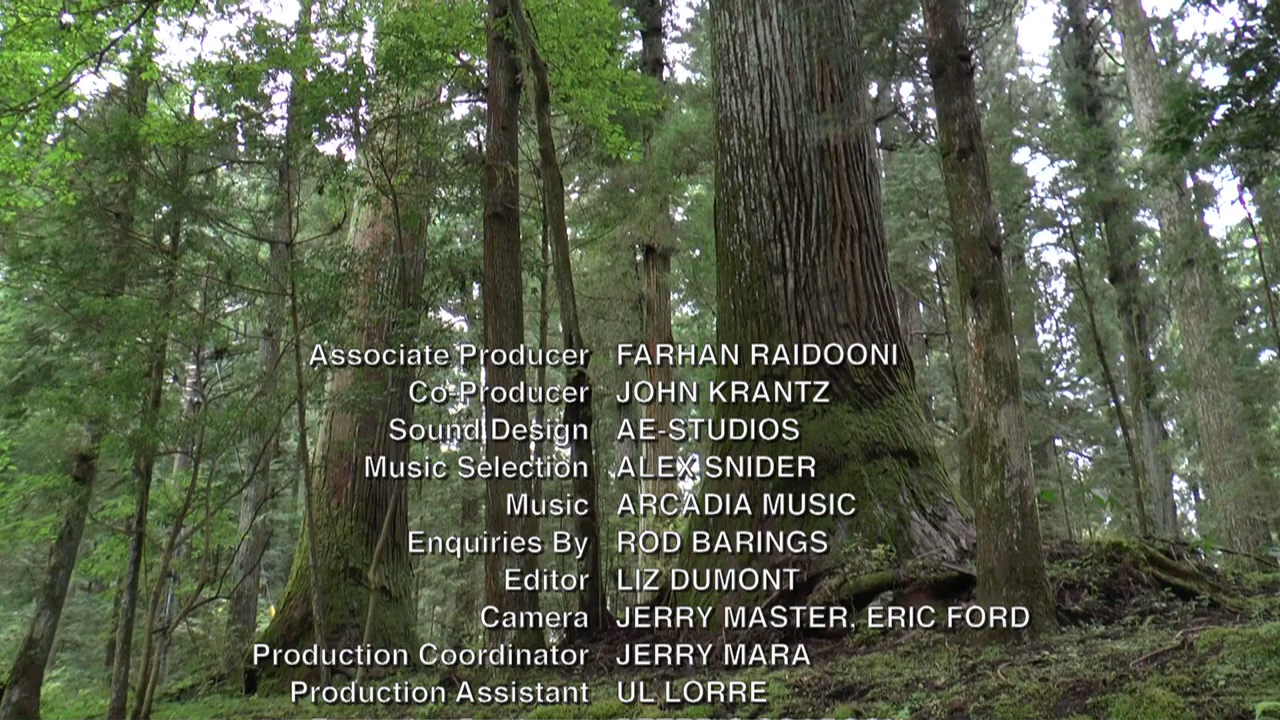 Associate Producer FARHAN RAIDOONI
Co-Producer JOHN KRANTZ
Sound Design AE-STUDIOS
Music Selection ALEX SNIDER
Music ARCADIA MUSIC
Enquiries By ROD BARINGS
Editor LIZ DUMONT
Camera JERRY MASTER, ERIC FORD
Production Coordinator JERRY MARA
Production Assistant UL LORRE